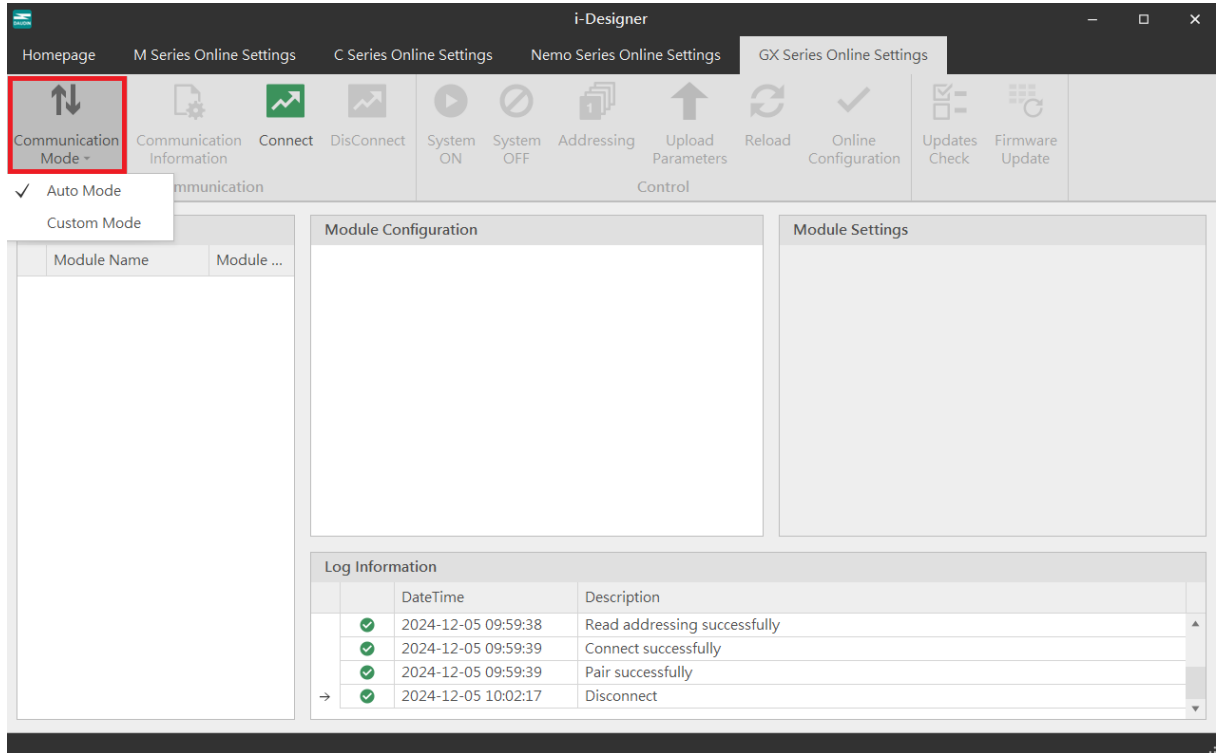 DAUDIN
i-Designer
Homepage M Series Online Settings C Series Online Settings Nemo Series Online Settings GX Series Online Settings
Communication Mode
Communication Information
Connect
DisConnect
System ON
System OFF
Addressing
Upload Parameters
Reload
Online Configuration
Updates Check
Firmware Update
mmunication
Control
Auto Mode
Custom Mode
Module Name Module ...
Module Configuration
Module Settings
Log Information
DateTime Description
2024-12-05 09:59:38 Read addressing successfully
2024-12-05 09:59:39 Connect successfully
2024-12-05 09:59:39 Pair successfully
2024-12-05 10:02:17 Disconnect